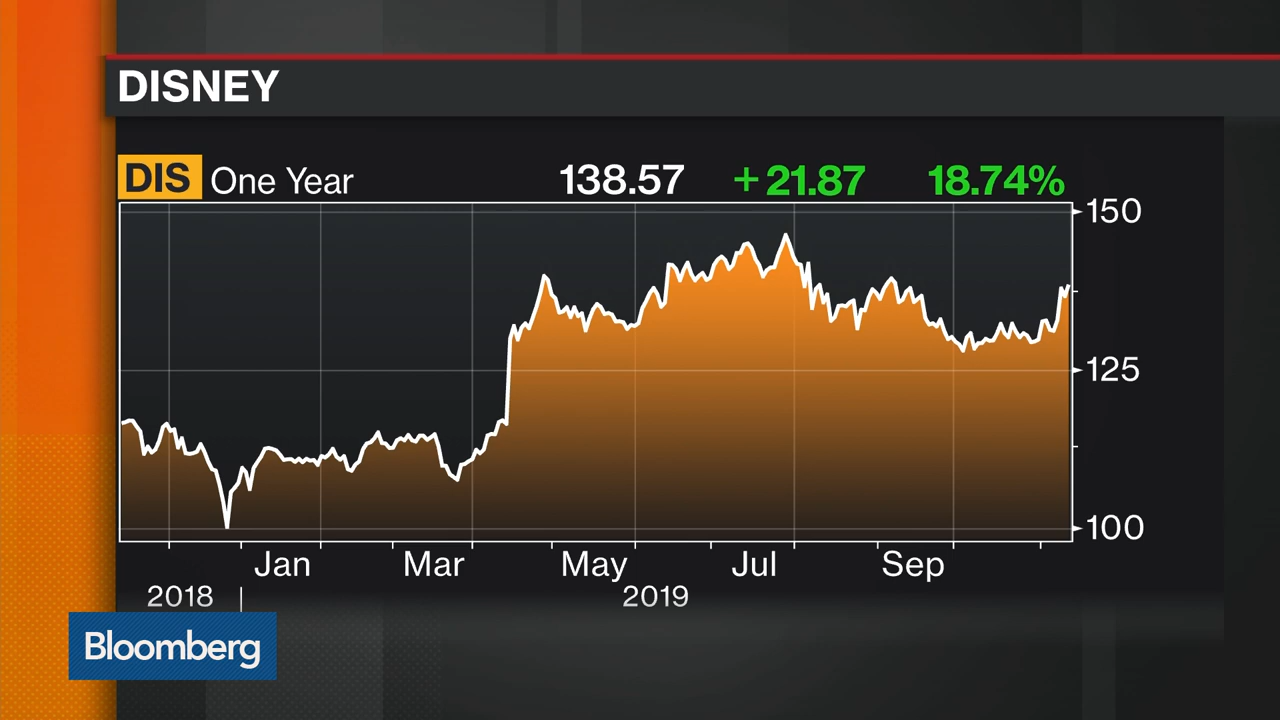 DISNEY
DIS One Year 138.57 +21.87 18.74%
150
125
100
Jan Mar May Jul Sep
2018 2019
Bloomberg